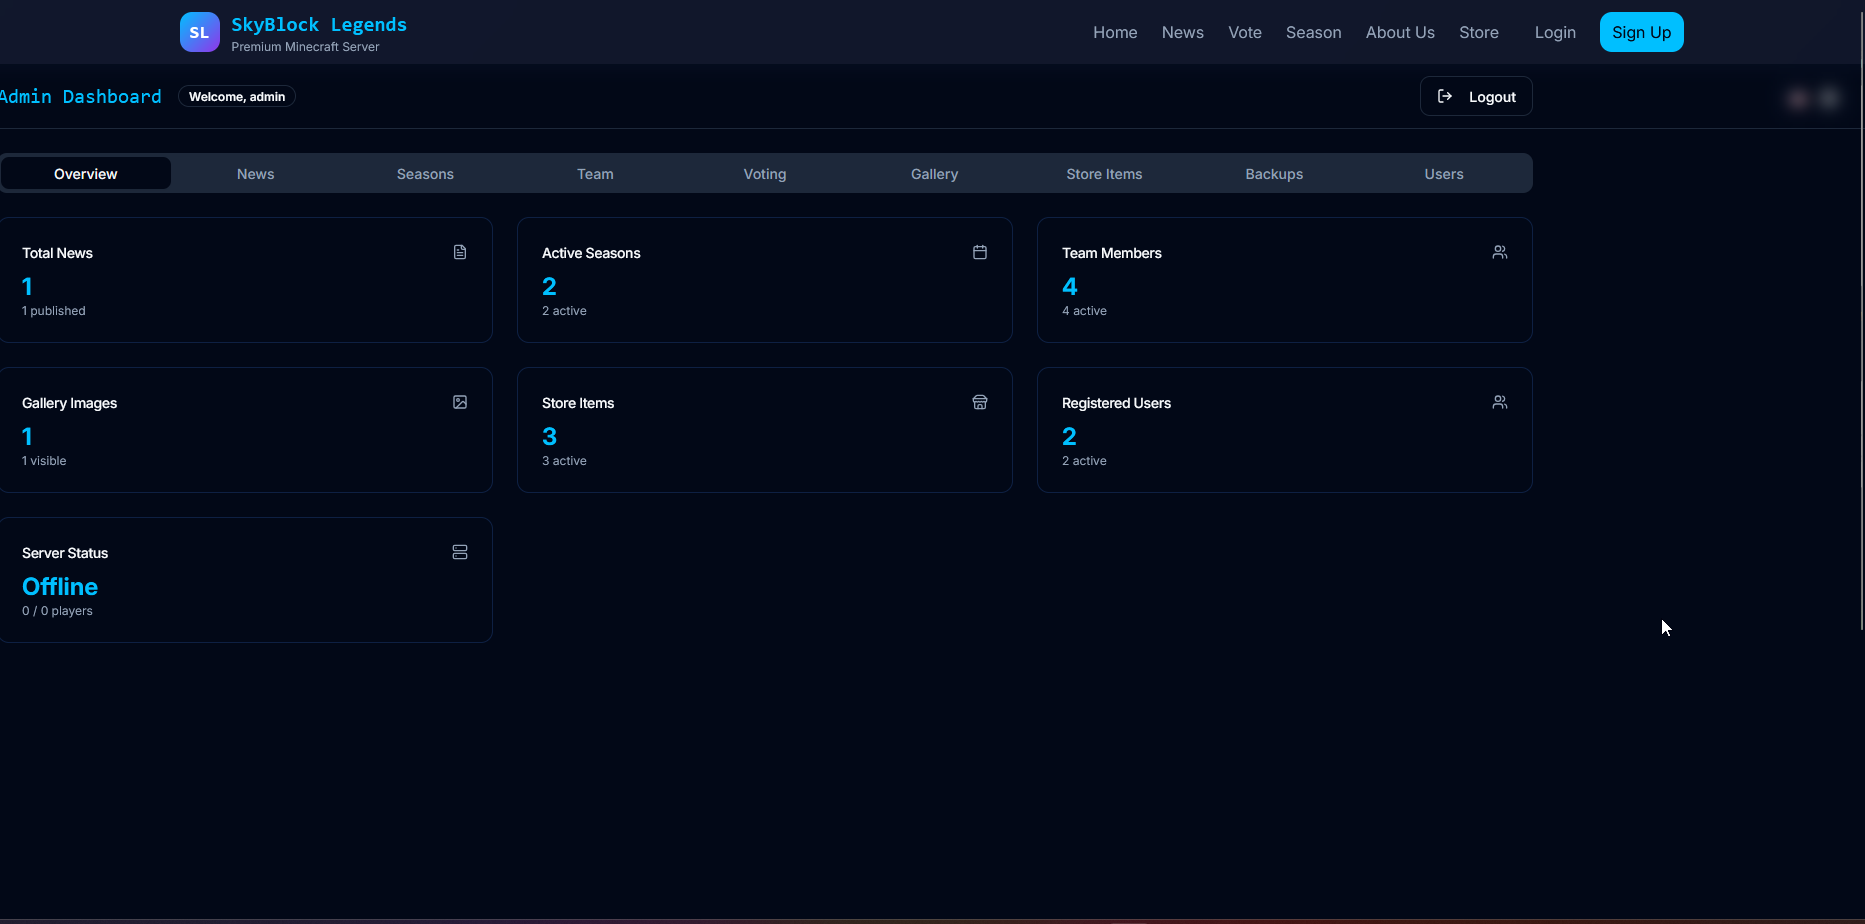 SL
SkyBlock Legends
Premium Minecraft Server
Home News Vote Season About Us Store Login Sign Up
Admin Dashboard Welcome, admin Logout
Overview News Seasons Team Voting Gallery Store Items Backups Users
Total News
1
1 published
Active Seasons
2
2 active
Team Members
4
4 active
Gallery Images
1
1 visible
Store Items
3
3 active
Registered Users
2
2 active
Server Status
Offline
0 / 0 players